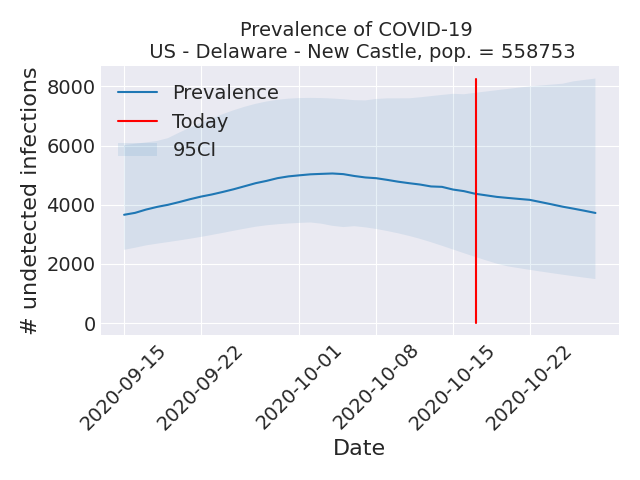 Prevalence of COVID-19
US - Delaware - New Castle, pop. = 558753
# undetected infections
8000
6000
4000
2000
0
Prevalence
Today
95CI
2020-09-15
2020-09-22
2020-10-01
2020-10-08
2020-10-15
2020-10-22
Date